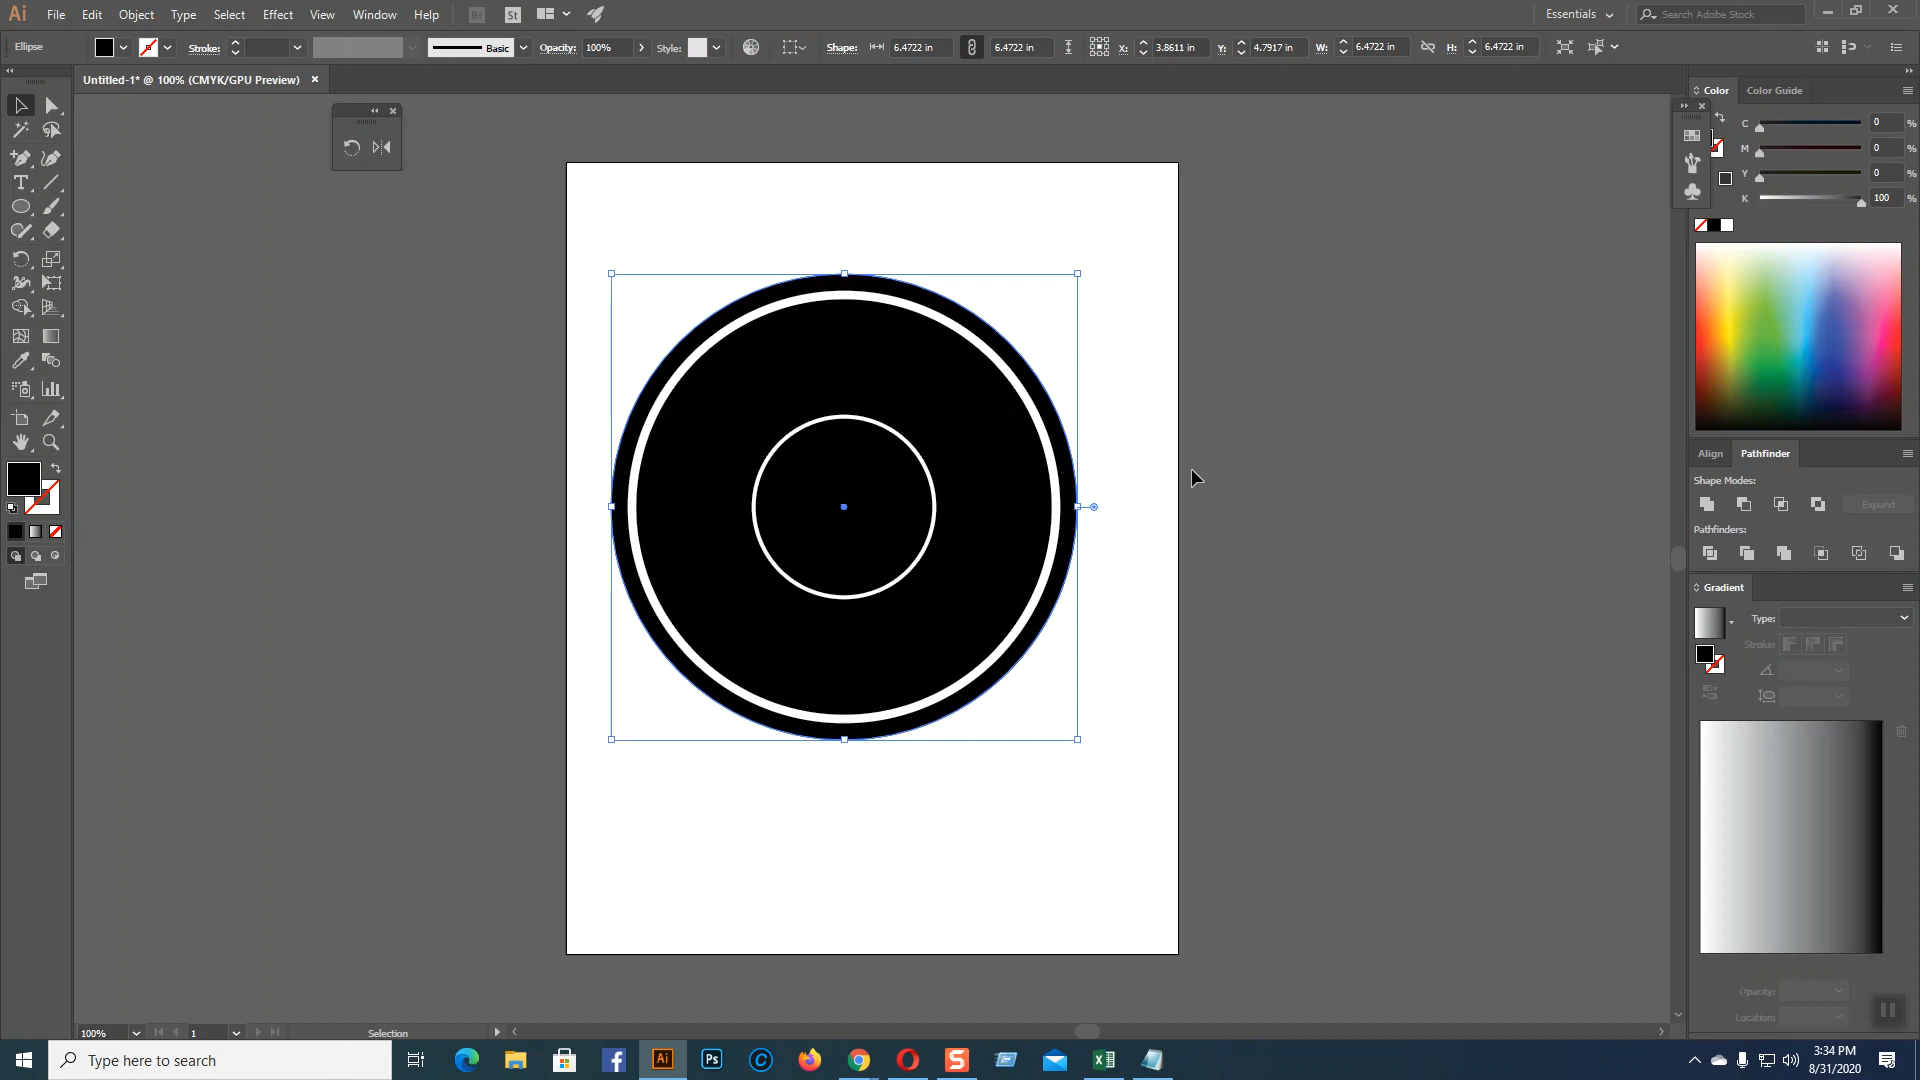 Ai File Edit Object Type Select Effect View Window Help Br St Essentials Search Adobe Stock
Ellipse Stroke: Basic Opacity: 100% Style: Shape: 6.4722 in 6.4722 in X: 3.8611 in Y: 4.7917 in W: 6.4722 in H: 6.4722 in
Untitled-1* @ 100% (CMYK/GPU Preview)
Color Color Guide
C 0 %
M 0 %
Y 0 %
K 100 %
Align Pathfinder
Shape Modes:
Expand
Pathfinders:
Gradient
Type:
Stroke:
Opacity:
Location:
100% 1 Selection
Type here to search
Ai Ps
3:34 PM
8/31/2020